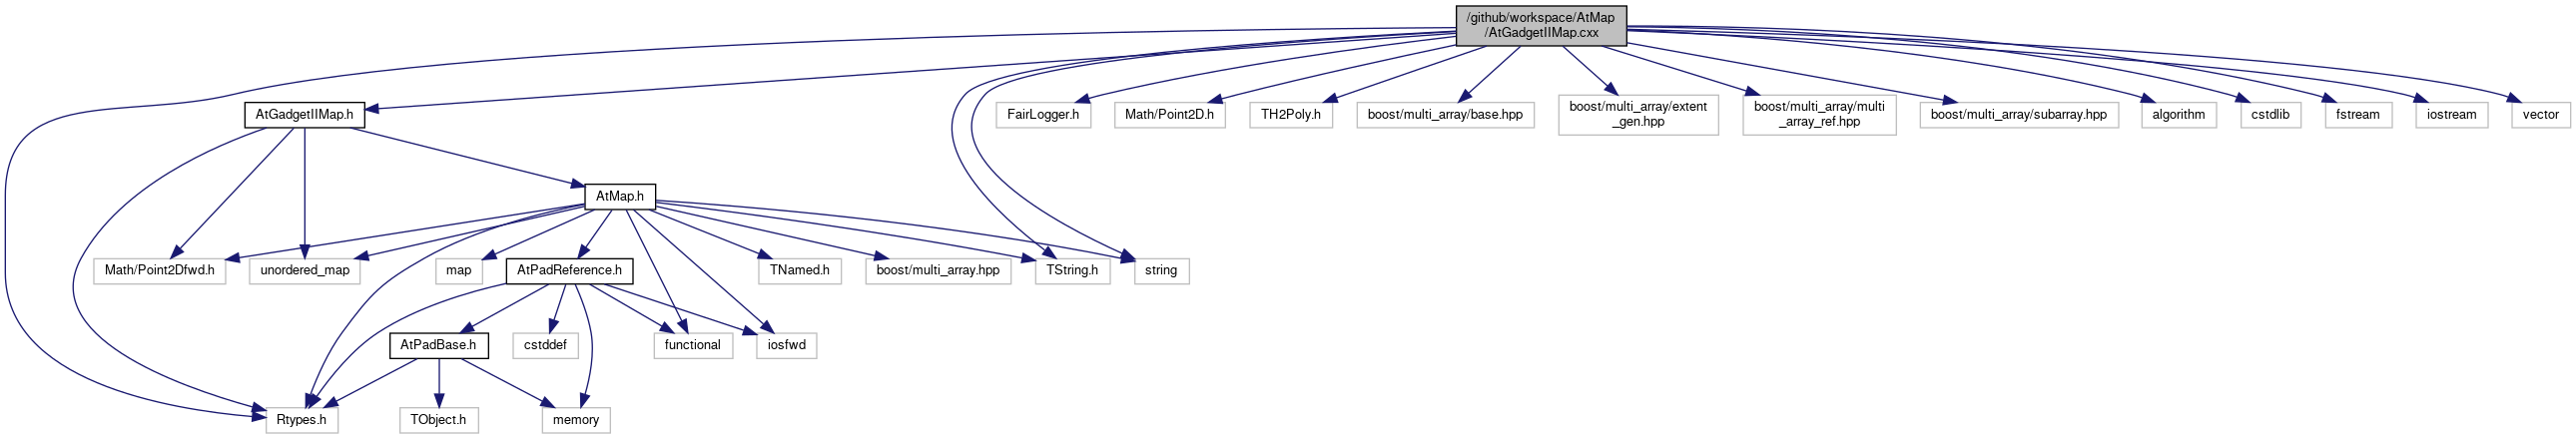 /github/workspace/AtMap
/AtGadgetIIMap.cxx
AtGadgetIIMap.h
FairLogger.h
Math/Point2D.h
TH2Poly.h
boost/multi_array/base.hpp
boost/multi_array/extent
_gen.hpp
boost/multi_array/multi
_array_ref.hpp
boost/multi_array/subarray.hpp
algorithm
cstdlib
fstream
iostream
vector
AtMap.h
Math/Point2Dfwd.h
unordered_map
map
AtPadReference.h
TNamed.h
boost/multi_array.hpp
TString.h
string
AtPadBase.h
cstddef
functional
iosfwd
Rtypes.h
TObject.h
memory